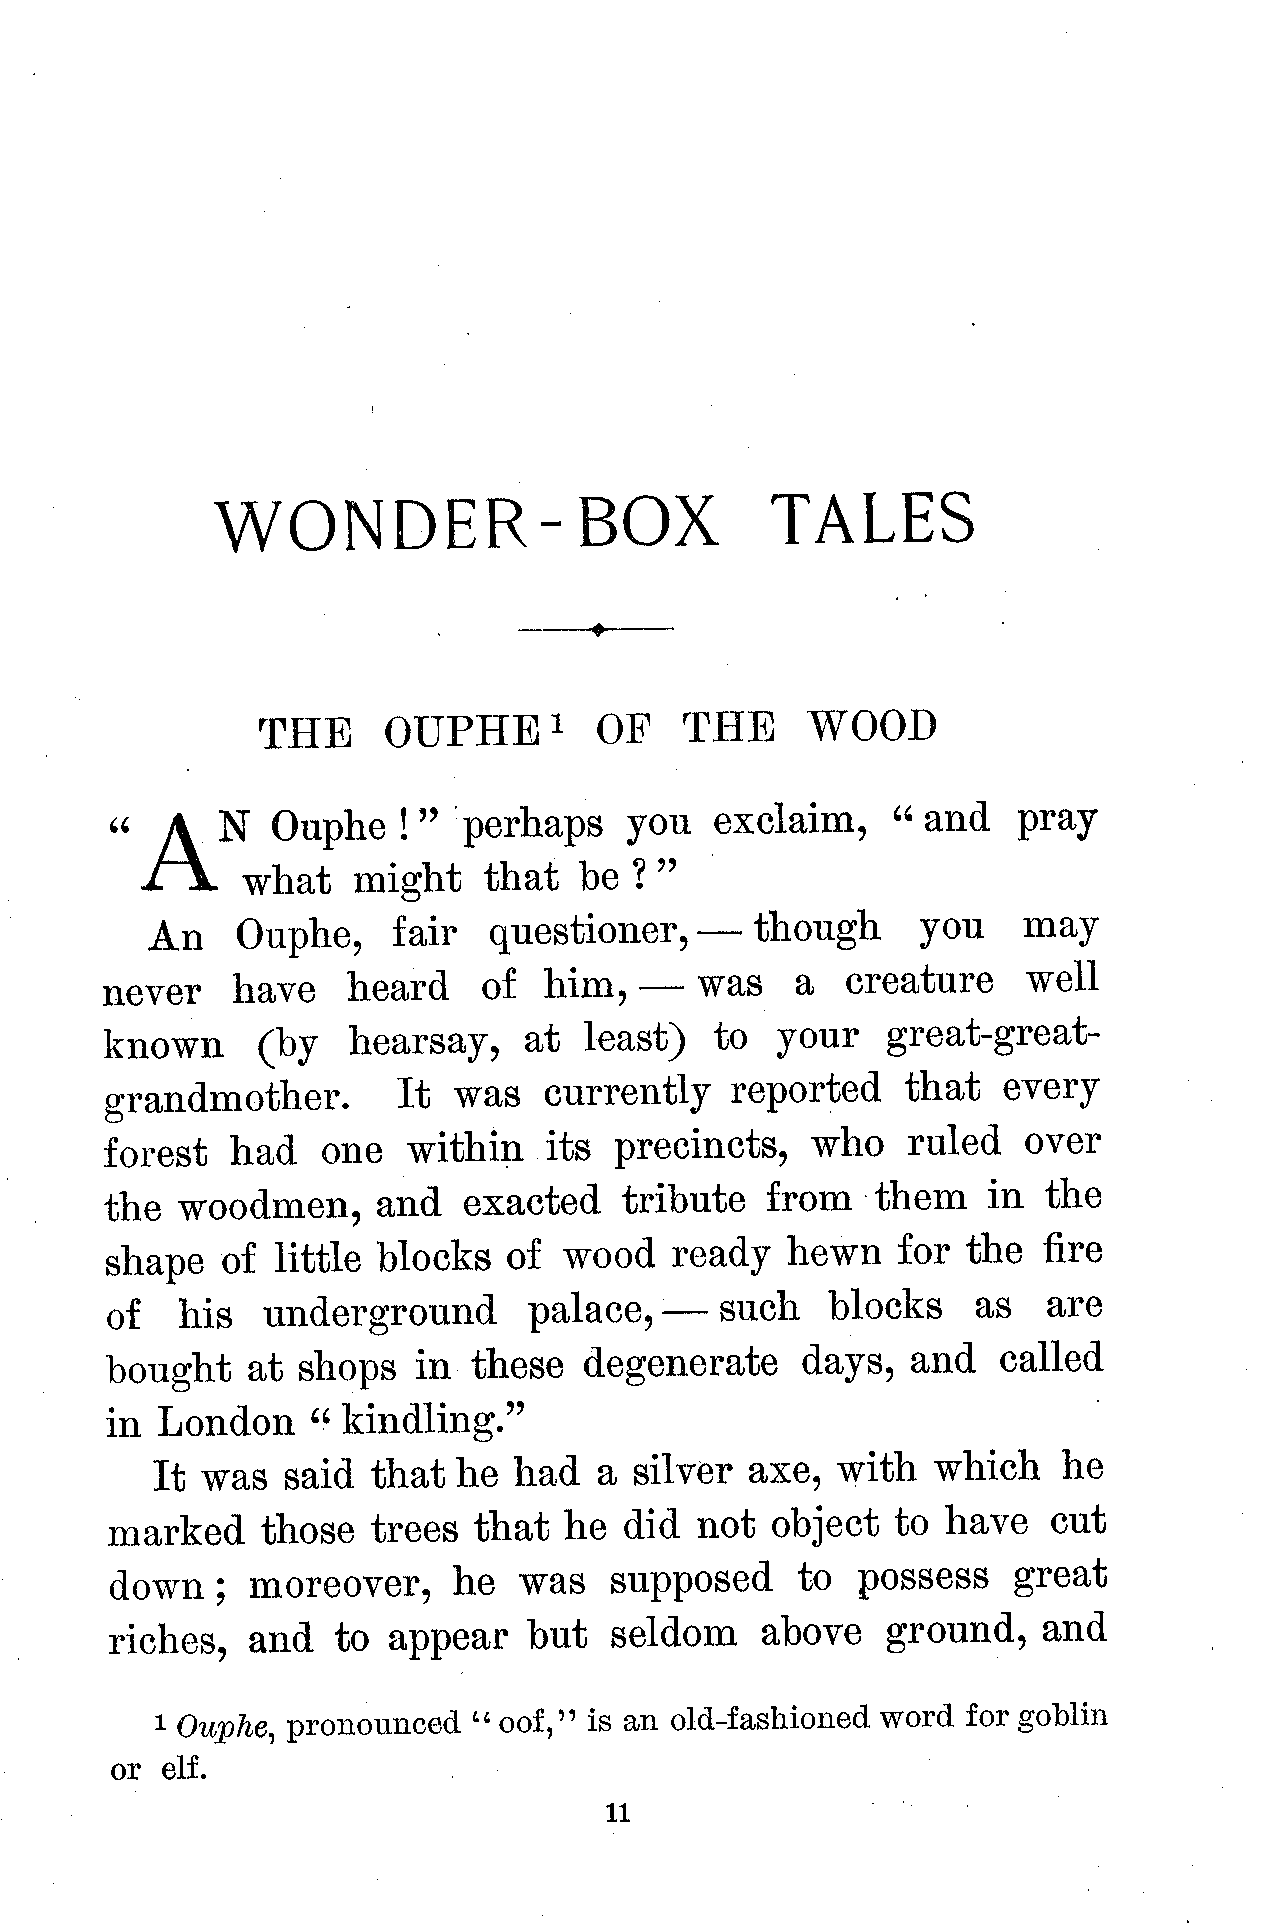 WONDER-BOX TALES
THE OUPHE¹ OF THE WOOD
"AN Ouphe!" perhaps you exclaim, "and pray
what might that be?"
An Ouphe, fair questioner,—though you may
never have heard of him,—was a creature well
known (by hearsay, at least) to your great-great-
grandmother. It was currently reported that every
forest had one within its precincts, who ruled over
the woodmen, and exacted tribute from them in the
shape of little blocks of wood ready hewn for the fire
of his underground palace,—such blocks as are
bought at shops in these degenerate days, and called
in London "kindling."
It was said that he had a silver axe, with which he
marked those trees that he did not object to have cut
down; moreover, he was supposed to possess great
riches, and to appear but seldom above ground, and
¹ Ouphe, pronounced "oof," is an old-fashioned word for goblin
or elf.
11